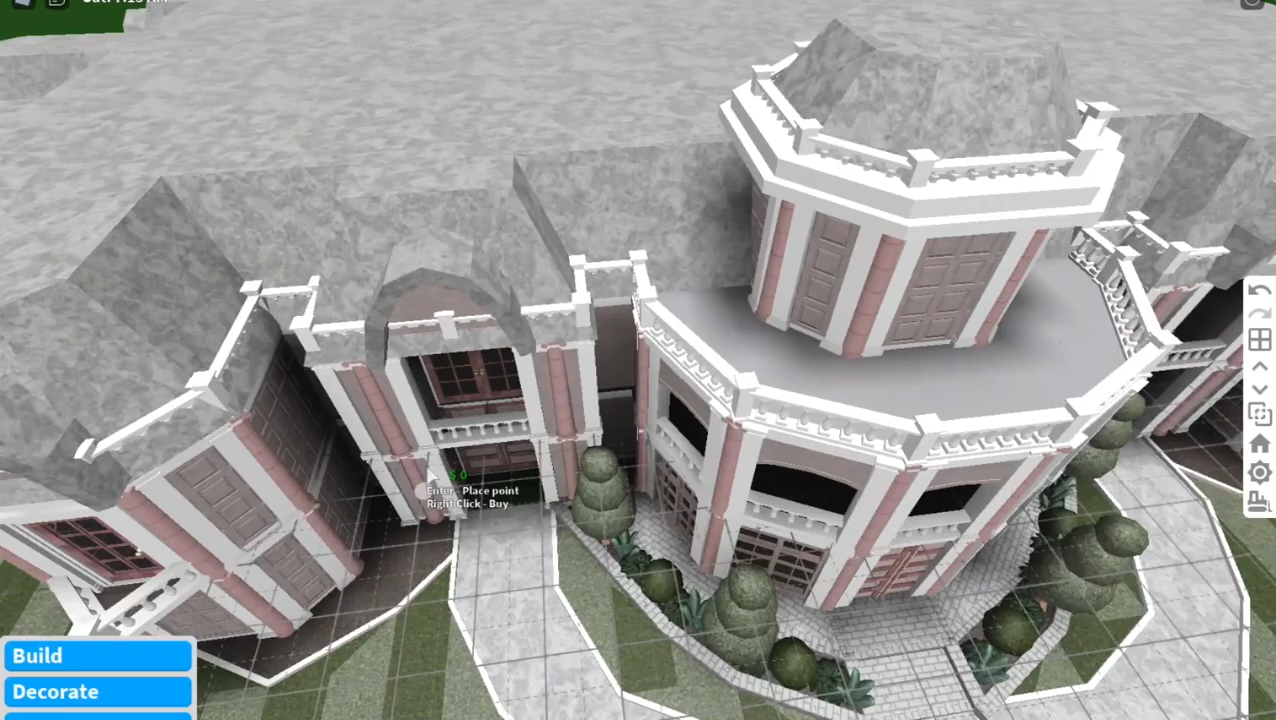 $ 0
Enter - Place point
Right Click - Buy
Build
Decorate